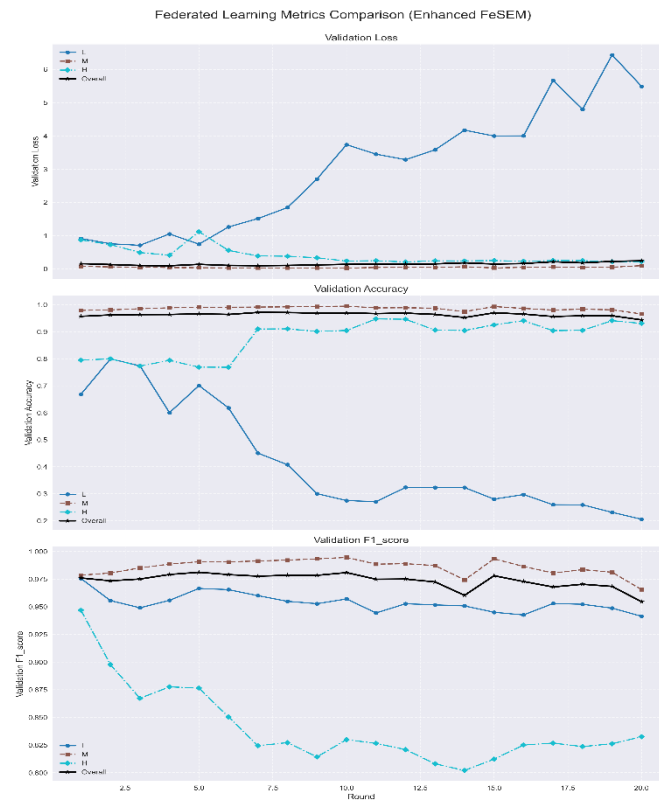 Federated Learning Metrics Comparison (Enhanced FeSEM)
Validation Loss
L
M
H
Overall
6
5
4
3
2
1
0
Validation Loss
Validation Accuracy
1.0
0.9
0.8
0.7
0.6
0.5
0.4
0.3
0.2
Validation Accuracy
L
M
H
Overall
Validation F1_score
1.000
0.975
0.950
0.925
0.900
0.875
0.850
0.825
0.800
Validation F1_score
L
M
H
Overall
2.5
5.0
7.5
10.0
12.5
15.0
17.5
20.0
Round